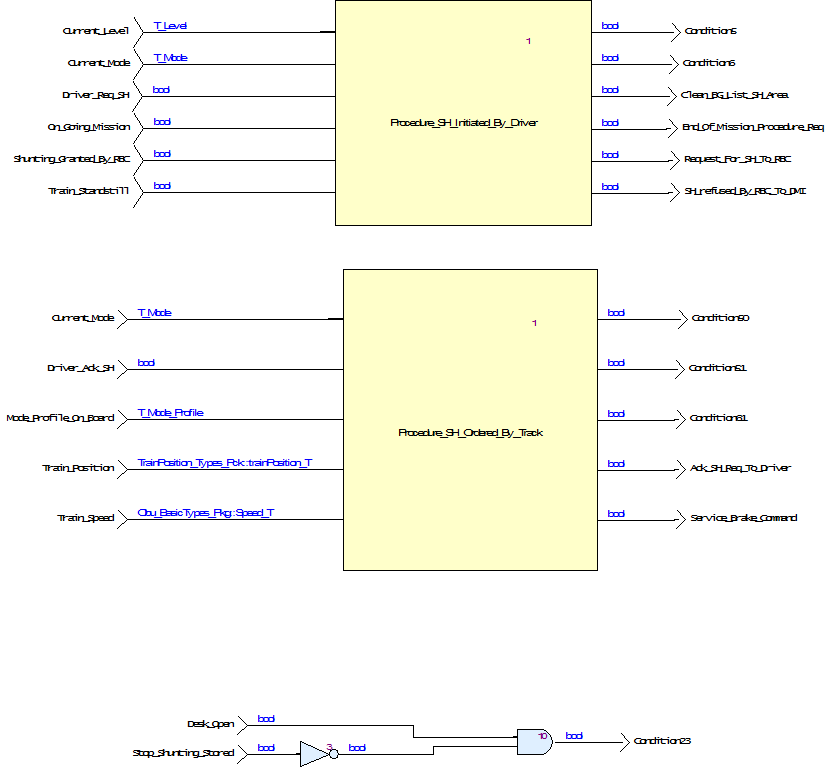 Current_Level T_Level bool Condition5
1
Current_Mode T_Mode bool Condition6
Driver_Req_SH bool bool Clean_BG_List_SH_Area
On_Going_Mission bool Procedure_SH_Initiated_By_Driver bool End_Of_Mission_Procedure_Req
Shunting_Granted_By_RBC bool bool Request_For_SH_To_RBC
Train_Standstill bool bool SH_refused_By_RBC_To_DMI
Current_Mode T_Mode 1 bool Condition50
Driver_Ack_SH bool bool Condition51
Mode_Profile_On_Board T_Mode_Profile bool Condition61
Procedure_SH_Ordered_By_Track
Train_Position TrainPosition_Types_Pck::trainPosition_T bool Ack_SH_Req_To_Driver
Train_Speed Obu_BasicTypes_Pkg::Speed_T bool Service_Brake_Command
Desk_Open bool
10 bool Condition23
Stop_Shunting_Stored bool 3 bool